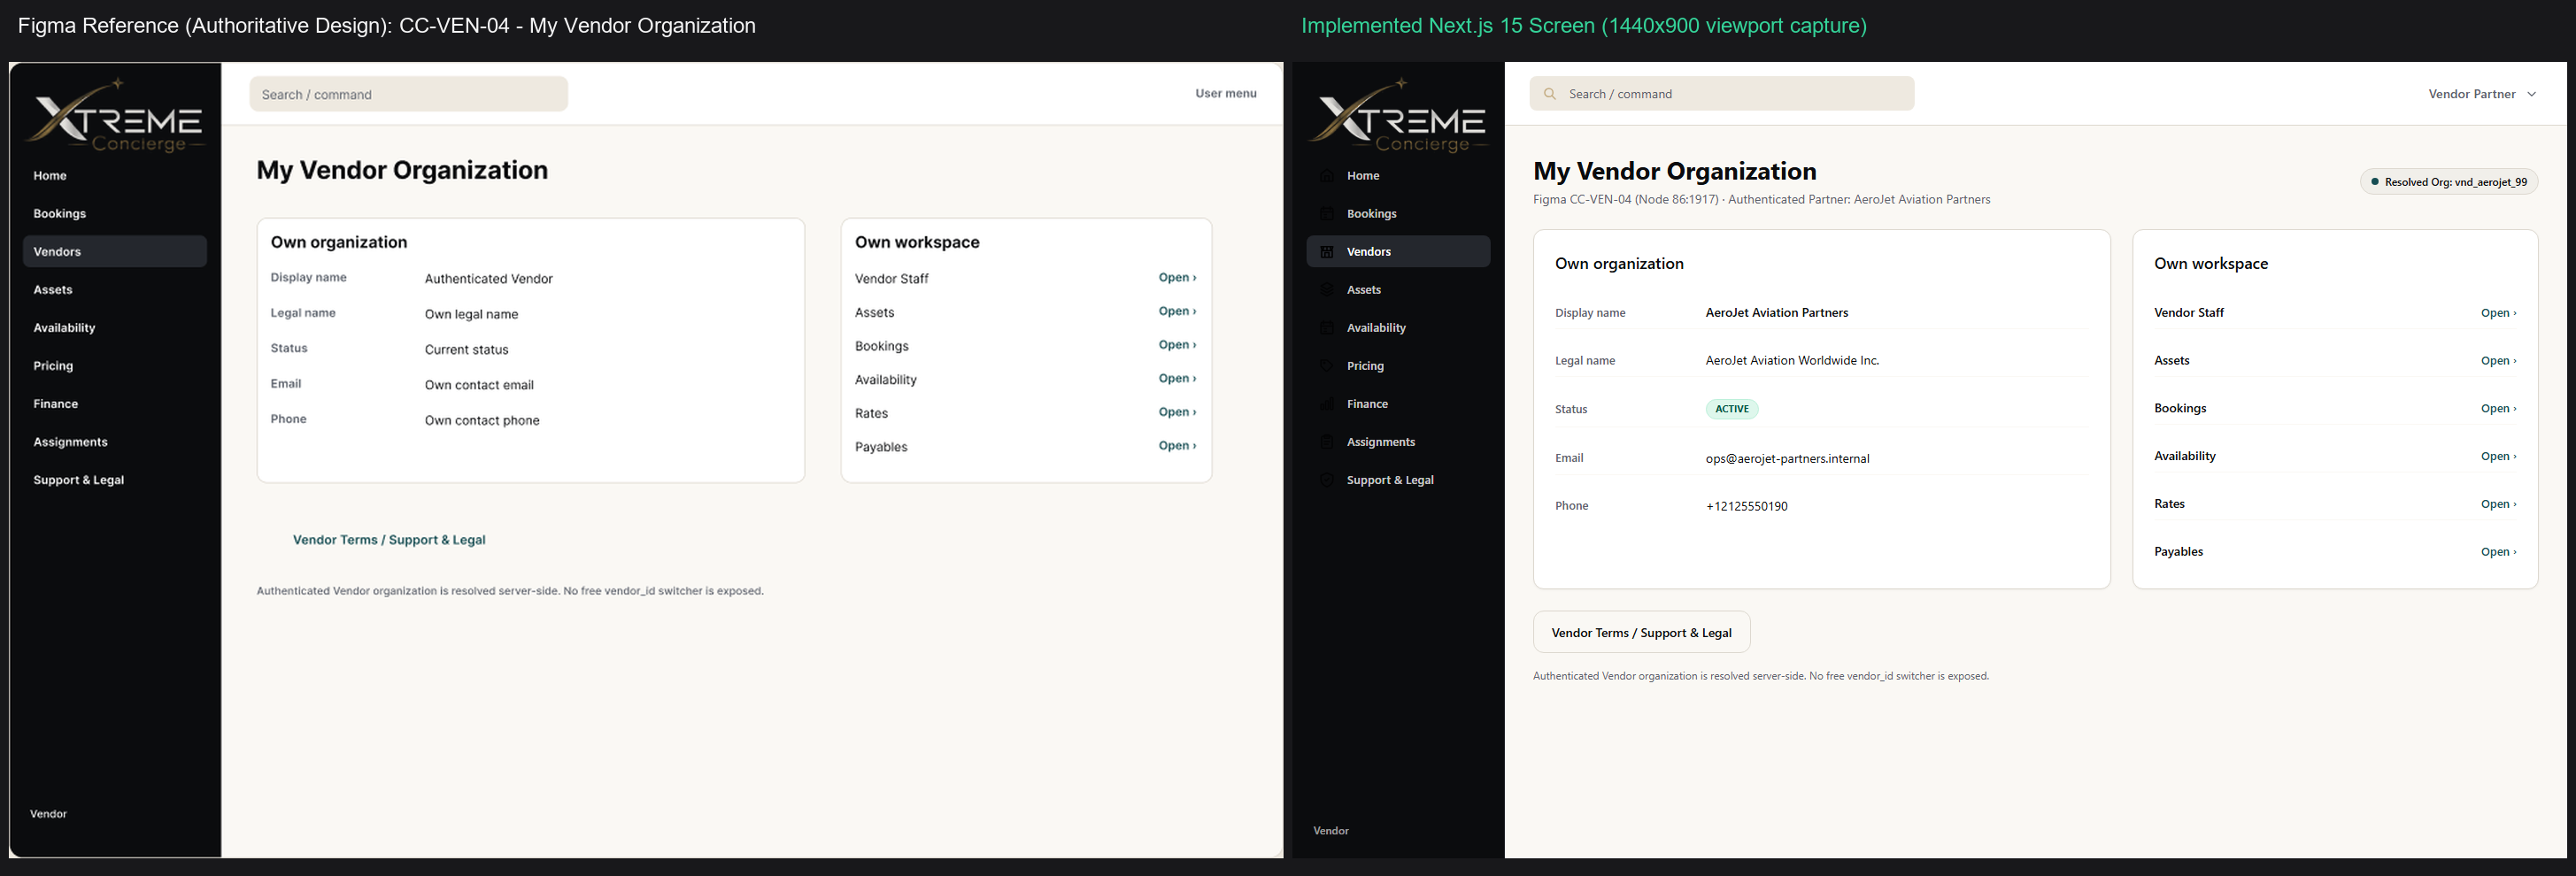 Figma Reference (Authoritative Design): CC-VEN-04 - My Vendor Organization
XTREME
Concierge
Home
Bookings
Vendors
Assets
Availability
Pricing
Finance
Assignments
Support & Legal
Vendor
Search / command
User menu
My Vendor Organization
Own organization
Display name Authenticated Vendor
Legal name Own legal name
Status Current status
Email Own contact email
Phone Own contact phone
Own workspace
Vendor Staff Open ›
Assets Open ›
Bookings Open ›
Availability Open ›
Rates Open ›
Payables Open ›
Vendor Terms / Support & Legal
Authenticated Vendor organization is resolved server-side. No free vendor_id switcher is exposed.
Implemented Next.js 15 Screen (1440x900 viewport capture)
XTREME
Concierge
Home
Bookings
Vendors
Assets
Availability
Pricing
Finance
Assignments
Support & Legal
Vendor
Search / command
Vendor Partner
My Vendor Organization
Figma CC-VEN-04 (Node 86:1917) · Authenticated Partner: AeroJet Aviation Partners
Resolved Org: vnd_aerojet_99
Own organization
Display name AeroJet Aviation Partners
Legal name AeroJet Aviation Worldwide Inc.
Status ACTIVE
Email ops@aerojet-partners.internal
Phone +12125550190
Own workspace
Vendor Staff Open ›
Assets Open ›
Bookings Open ›
Availability Open ›
Rates Open ›
Payables Open ›
Vendor Terms / Support & Legal
Authenticated Vendor organization is resolved server-side. No free vendor_id switcher is exposed.